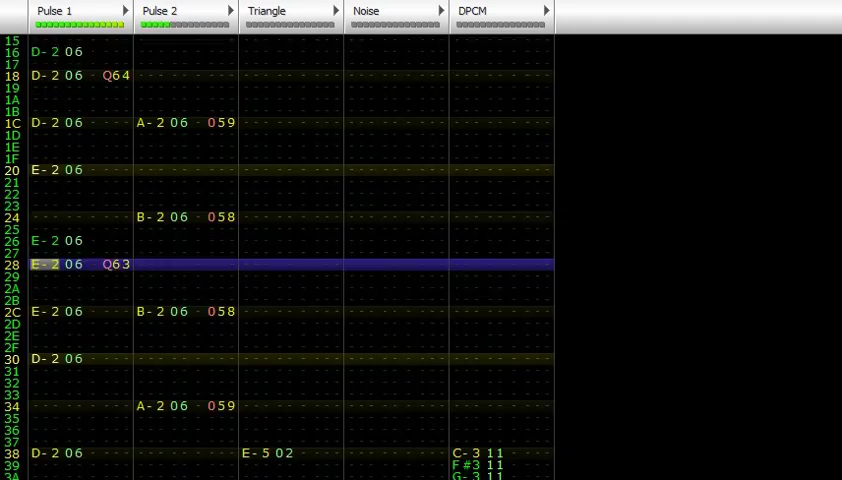 Pulse 1 Pulse 2 Triangle Noise DPCM
15
16 D-2 06
17
18 D-2 06 Q64
19
1A
1B
1C D-2 06 A-2 06 059
1D
1E
1F
20 E-2 06
21
22
23
24 B-2 06 058
25
26 E-2 06
27
28 E-2 06 Q63
29
2A
2B
2C E-2 06 B-2 06 058
2D
2E
2F
30 D-2 06
31
32
33
34 A-2 06 059
35
36
37
38 D-2 06 E-5 02 C-3 11
39 F#3 11
3A G-3 11